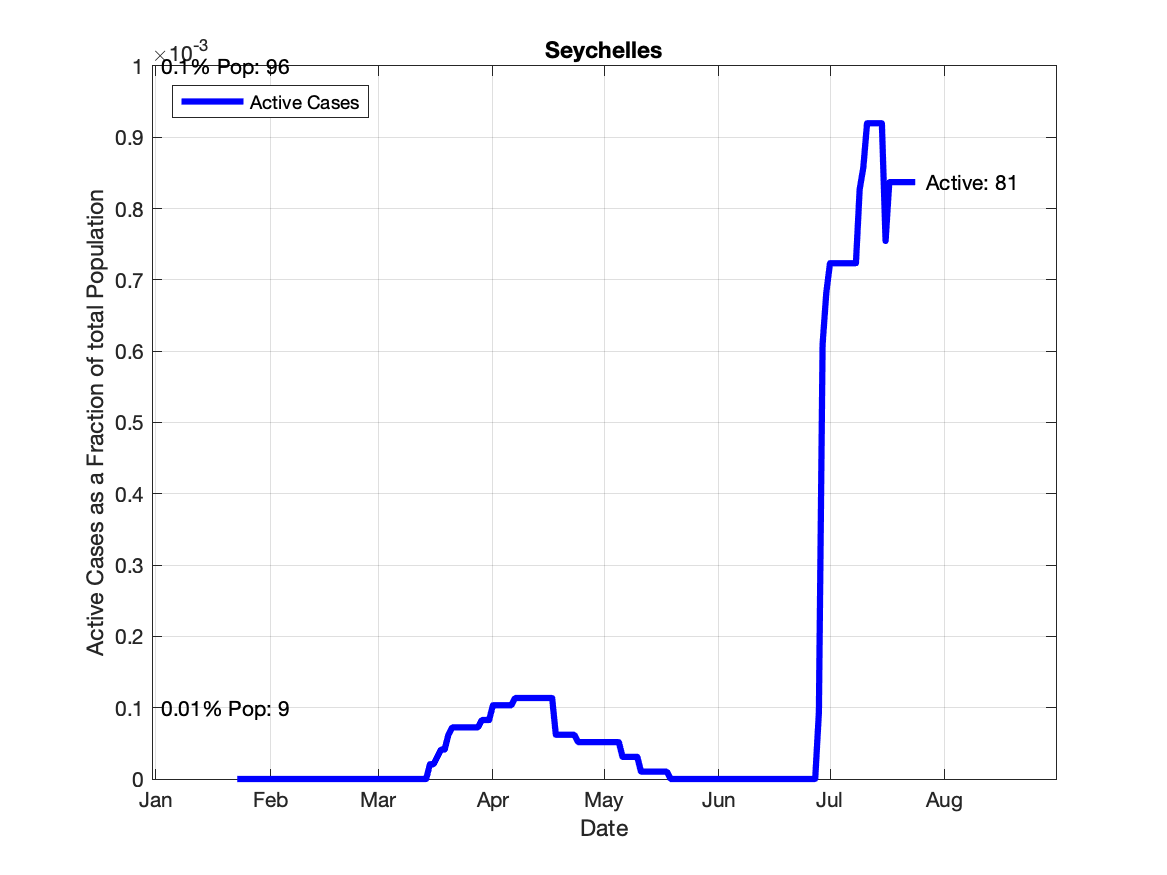 Seychelles
×10-3
0.1% Pop: 96
Active Cases
Active: 81
0.01% Pop: 9
1
0.9
0.8
0.7
0.6
0.5
0.4
0.3
0.2
0.1
0
Active Cases as a Fraction of total Population
Jan Feb Mar Apr May Jun Jul Aug
Date